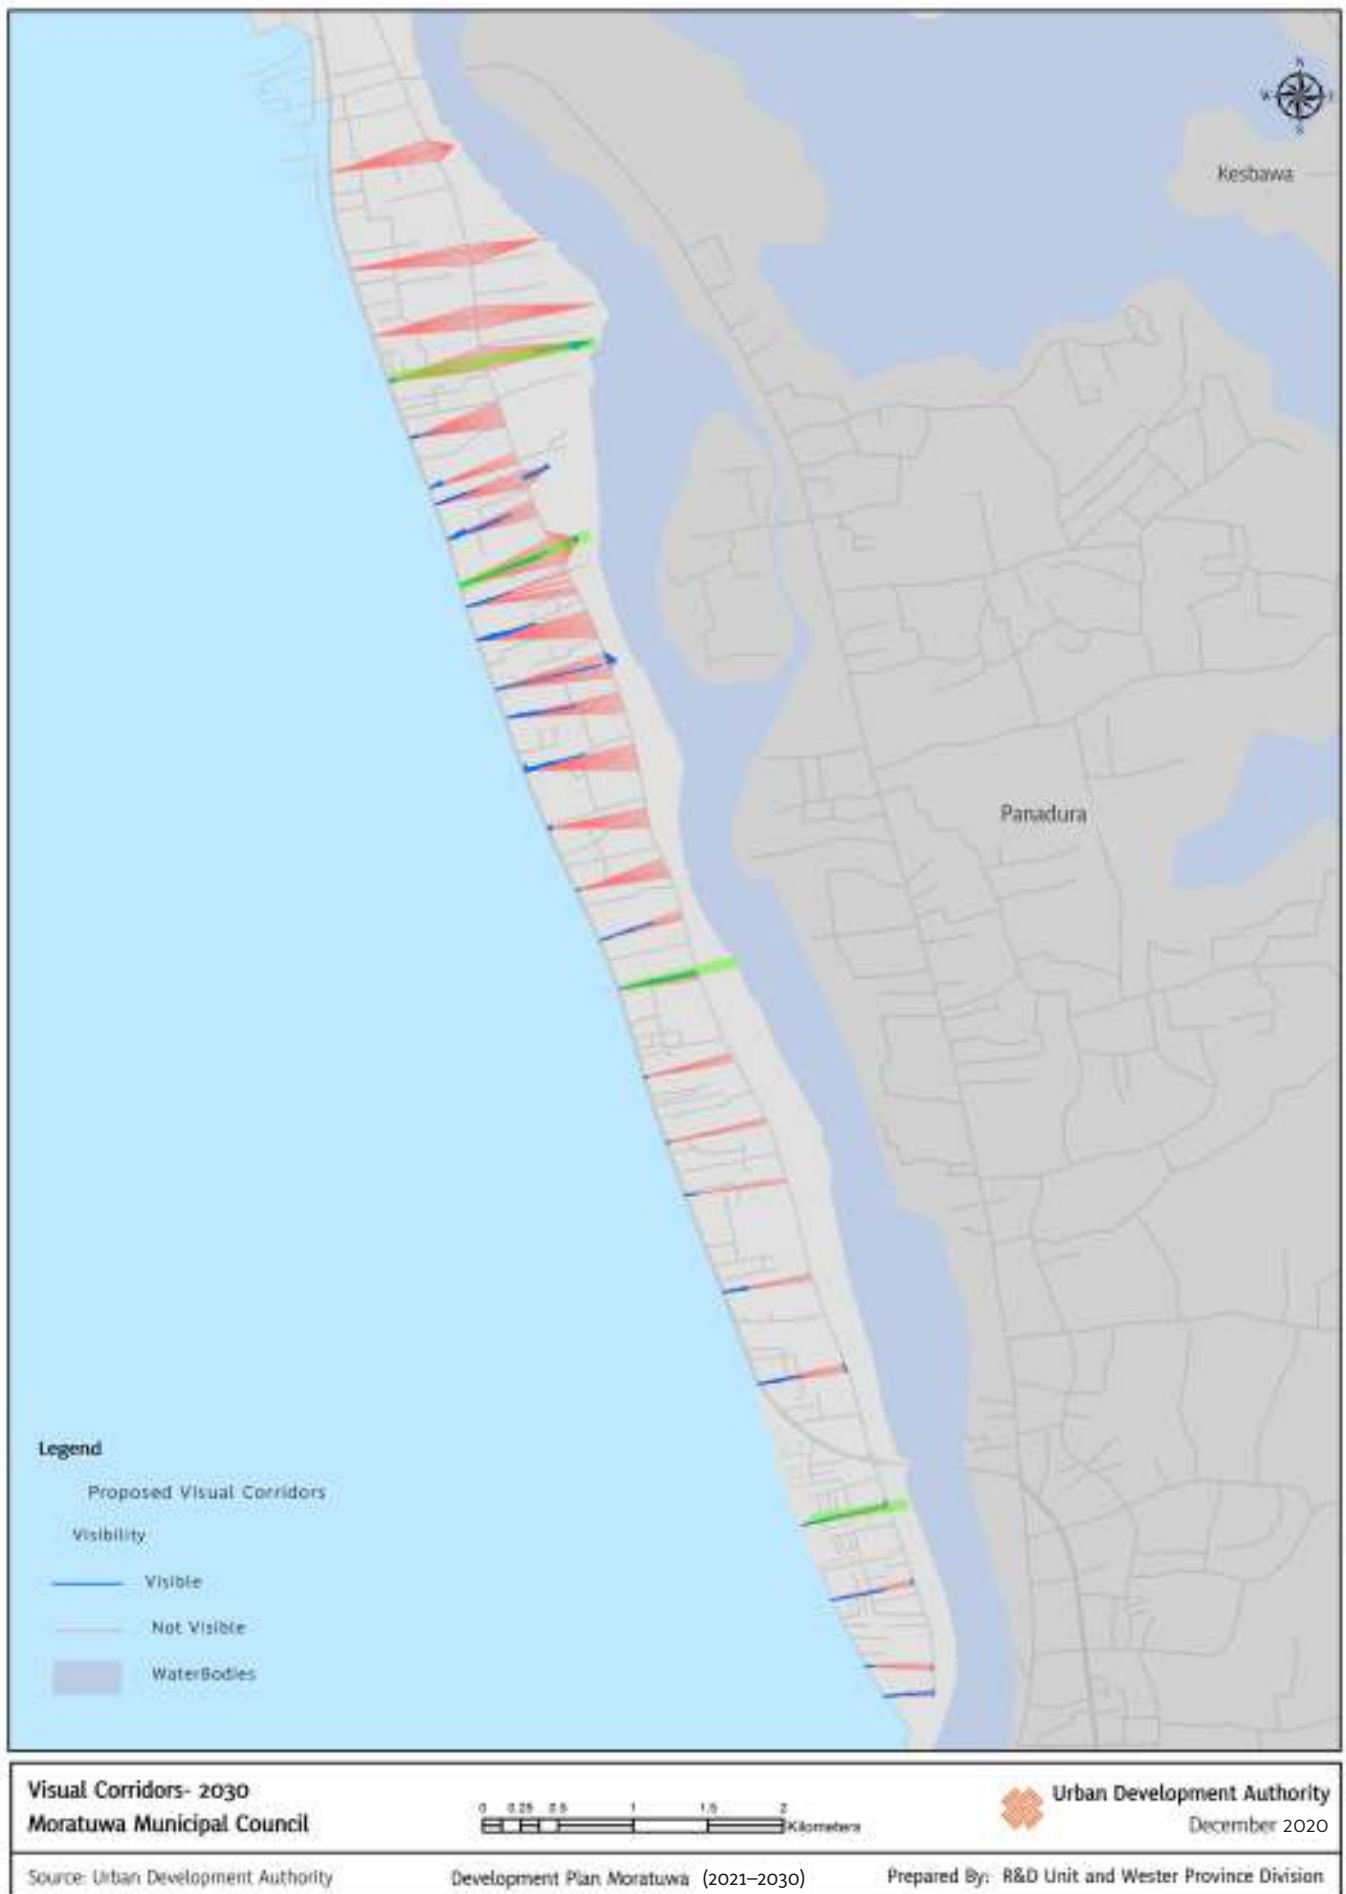 N
W E
S
Kesbawa
Panadura
Legend
Proposed Visual Corridors
Visibility
Visible
Not Visible
WaterBodies
Visual Corridors- 2030
Moratuwa Municipal Council
0 0.25 0.5 1 1.5 2
Kilometers
Urban Development Authority
December 2020
Source: Urban Development Authority
Development Plan Moratuwa (2021–2030)
Prepared By: R&D Unit and Wester Province Division